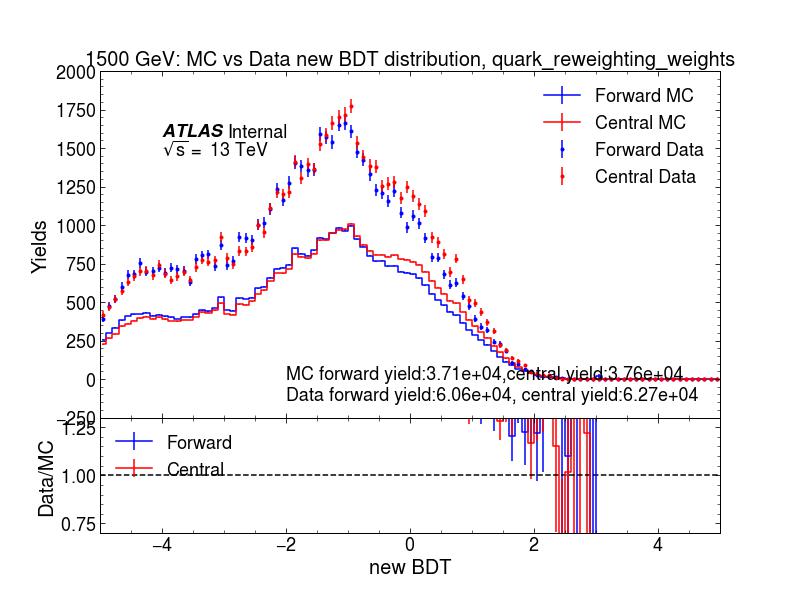 1500 GeV: MC vs Data new BDT distribution, quark_reweighting_weights
2000
1750
1500
1250
1000
750
500
250
0
−250
Yields
ATLAS Internal
√s = 13 TeV
Forward MC
Central MC
Forward Data
Central Data
MC forward yield:3.71e+04,central yield:3.76e+04
Data forward yield:6.06e+04, central yield:6.27e+04
1.25
1.00
0.75
Data/MC
Forward
Central
−4 −2 0 2 4
new BDT